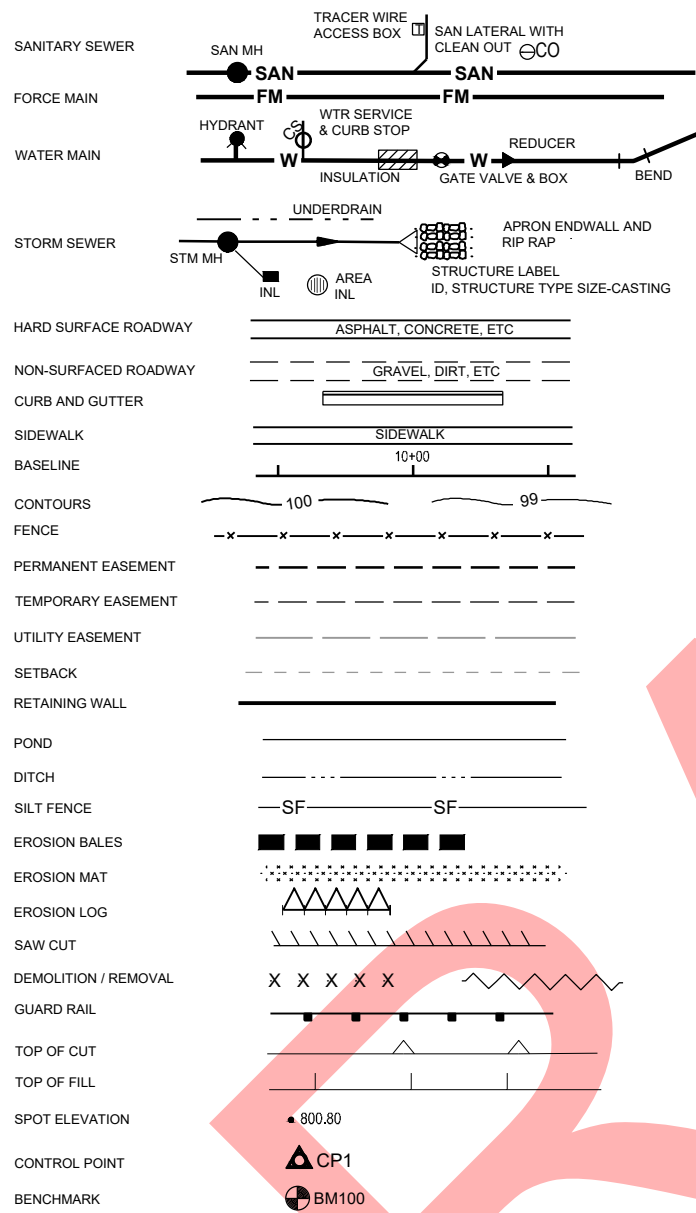 TRACER WIRE
ACCESS BOX
T
SAN LATERAL WITH
CLEAN OUT
CO
SANITARY SEWER
SAN MH
SAN
SAN
FORCE MAIN
FM
FM
HYDRANT
CS
WTR SERVICE
& CURB STOP
REDUCER
WATER MAIN
W
W
INSULATION
GATE VALVE & BOX
BEND
UNDERDRAIN
APRON ENDWALL AND
RIP RAP
STORM SEWER
STM MH
INL
AREA
INL
STRUCTURE LABEL
ID, STRUCTURE TYPE SIZE-CASTING
HARD SURFACE ROADWAY
ASPHALT, CONCRETE, ETC
NON-SURFACED ROADWAY
GRAVEL, DIRT, ETC
CURB AND GUTTER
SIDEWALK
SIDEWALK
BASELINE
10+00
CONTOURS
100
99
FENCE
PERMANENT EASEMENT
TEMPORARY EASEMENT
UTILITY EASEMENT
SETBACK
RETAINING WALL
POND
DITCH
SILT FENCE
SF
SF
EROSION BALES
EROSION MAT
EROSION LOG
SAW CUT
DEMOLITION / REMOVAL
X X X X X
GUARD RAIL
TOP OF CUT
TOP OF FILL
SPOT ELEVATION
800.80
CONTROL POINT
CP1
BENCHMARK
BM100